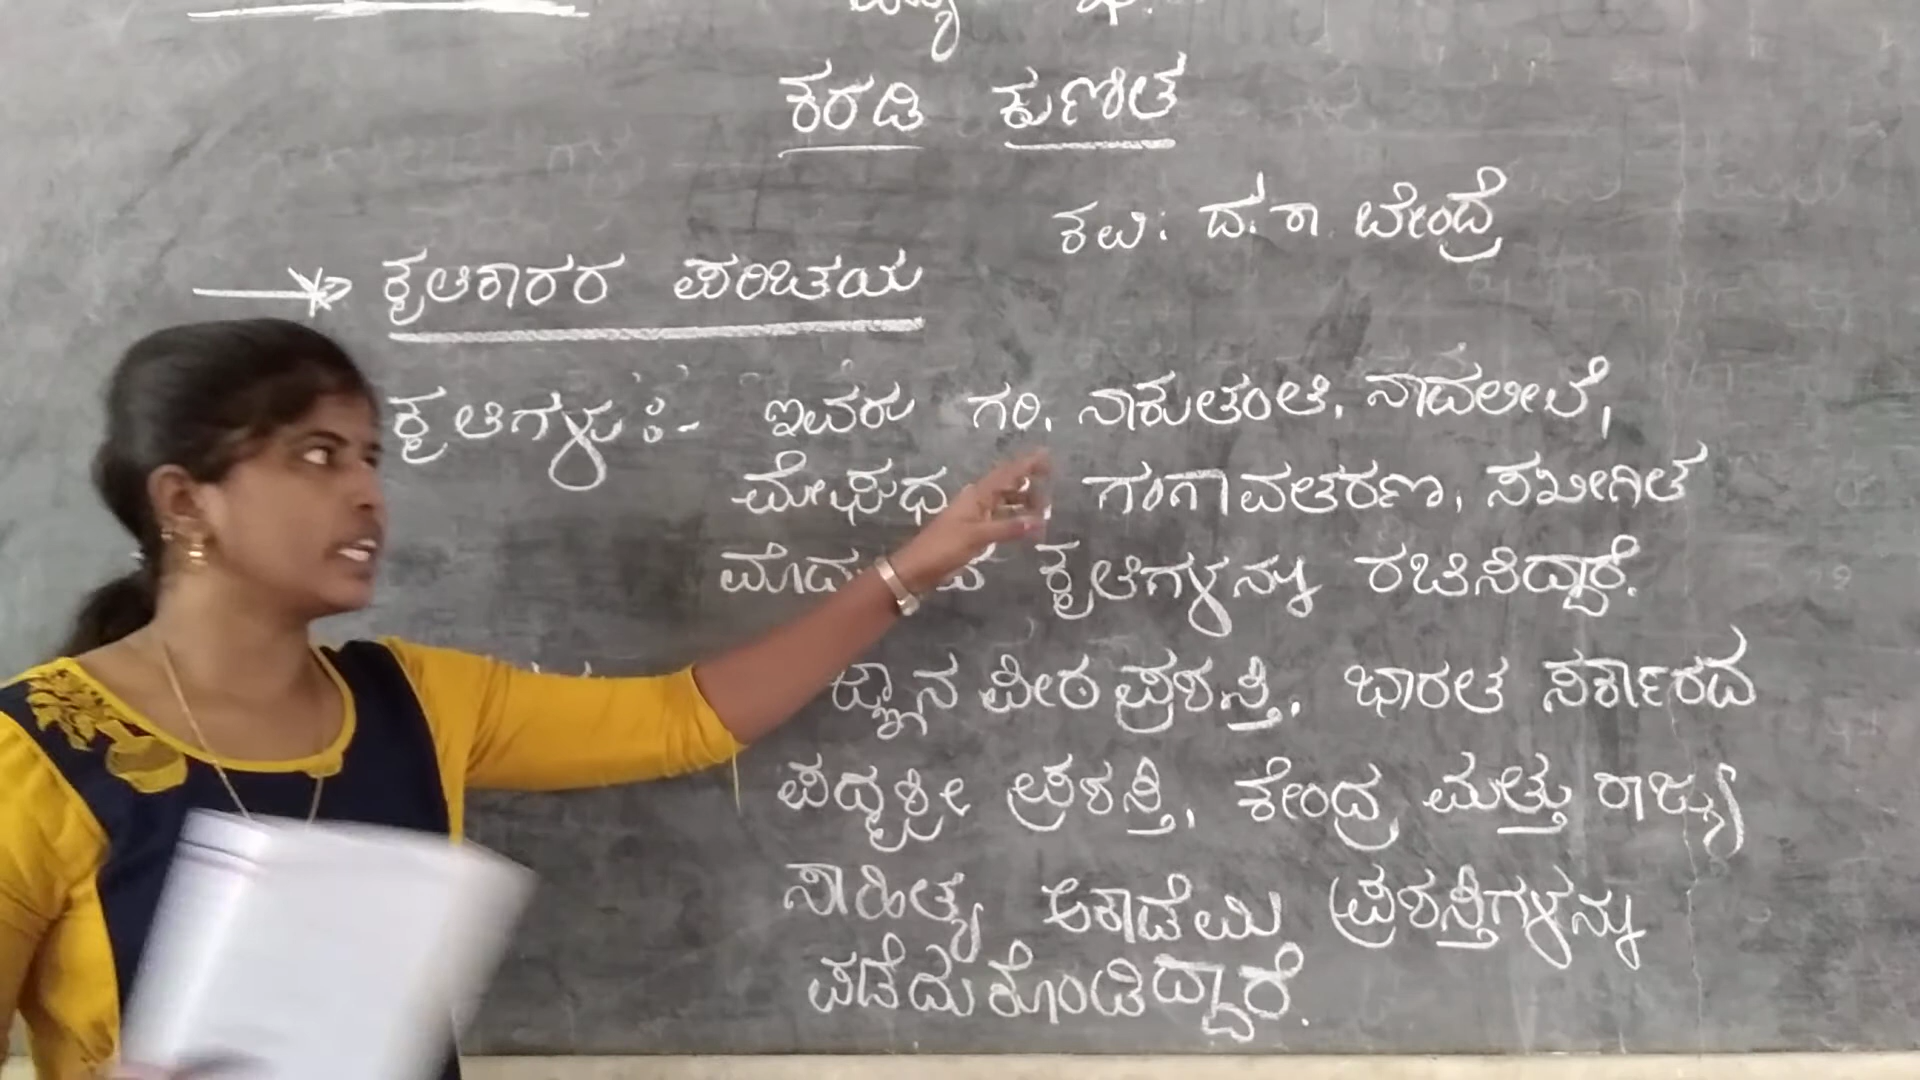 ಕರಡಿ ಕುಣಿತ
ಕವಿ: ದ.ರಾ. ಬೇಂದ್ರೆ
ಕೃತಿಕಾರರ ಪರಿಚಯ
ಕೃತಿಗಳು :- ಇವರು ಗರಿ, ನಾಕುತಂತಿ, ನಾದಲೀಲೆ,
ಗಂಗಾವತರಣ, ಸಖೀಗಿತ
ಕೃತಿಗಳನ್ನು ರಚಿಸಿದ್ದಾರೆ.
ಜ್ಞಾನ ಪೀಠ ಪ್ರಶಸ್ತಿ, ಭಾರತ ಸರ್ಕಾರದ
ಪದ್ಮಶ್ರೀ ಪ್ರಶಸ್ತಿ, ಕೇಂದ್ರ ಮತ್ತು ರಾಜ್ಯ
ಸಾಹಿತ್ಯ ಅಕಾಡೆಮಿ ಪ್ರಶಸ್ತಿಗಳನ್ನು
ಪಡೆದುಕೊಂಡಿದ್ದಾರೆ.